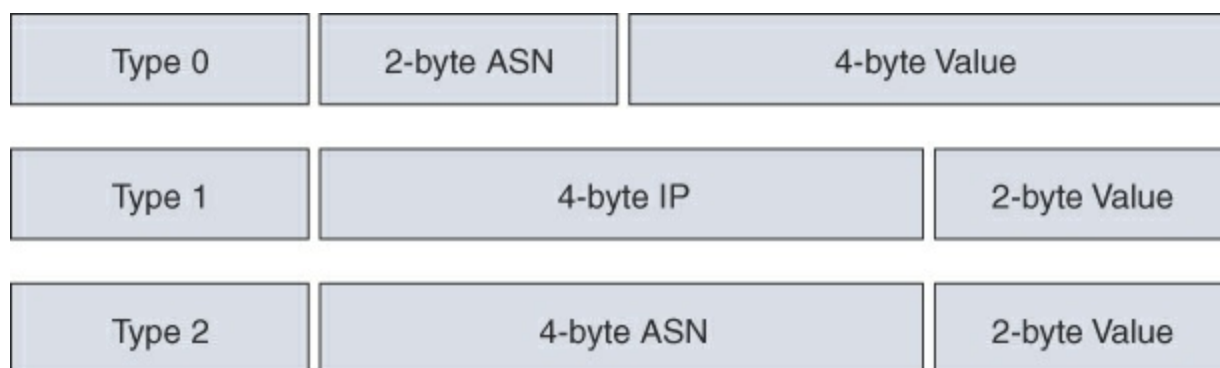 Type 0 2-byte ASN 4-byte Value
Type 1 4-byte IP 2-byte Value
Type 2 4-byte ASN 2-byte Value